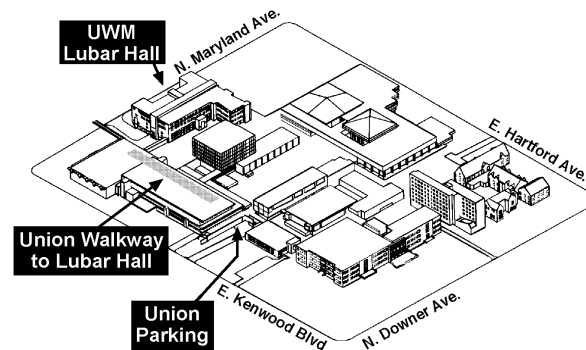 UWM
Lubar Hall
N. Maryland Ave.
E. Hartford Ave.
Union Walkway
to Lubar Hall
Union
Parking
E. Kenwood Blvd
N. Downer Ave.